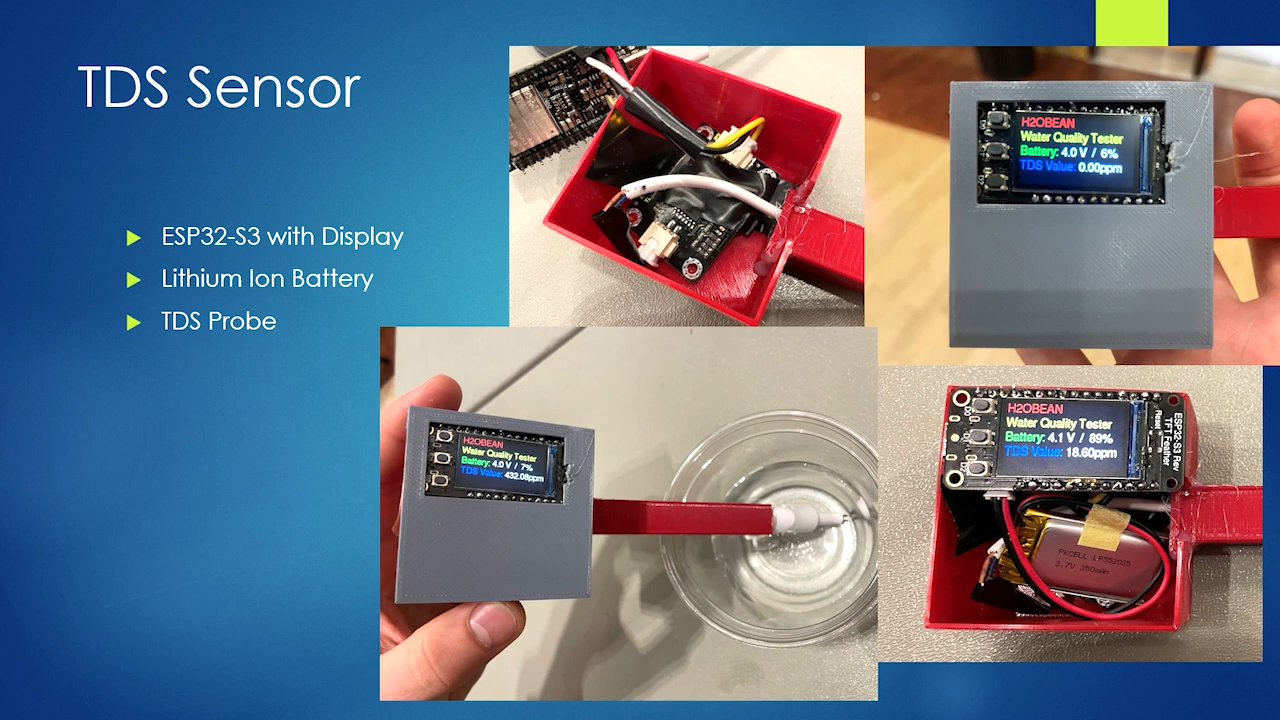 TDS Sensor
ESP32-S3 with Display
Lithium Ion Battery
TDS Probe
H2OBEAN
Water Quality Tester
Battery: 4.0 V / 6%
TDS Value: 0.00ppm
H2OBEAN
Water Quality Tester
Battery: 4.0 V / 7%
TDS Value: 432.08ppm
H2OBEAN
Water Quality Tester
Battery: 4.1 V / 89%
TDS Value: 18.60ppm
ESP32-S3 Rev
TFT Feather
Reset
PKCELL LP552035
3.7V 350mAh